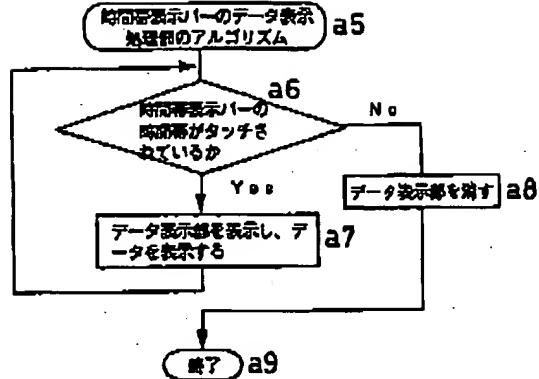 時間帯表示バーのデータ表示
処理側のアルゴリズム
a5
a6
時間帯表示バーの
時間帯がタッチさ
れているか
No
Yes
データ表示部を消す
a8
データ表示部を表示し、デ
ータを表示する
a7
終了
a9